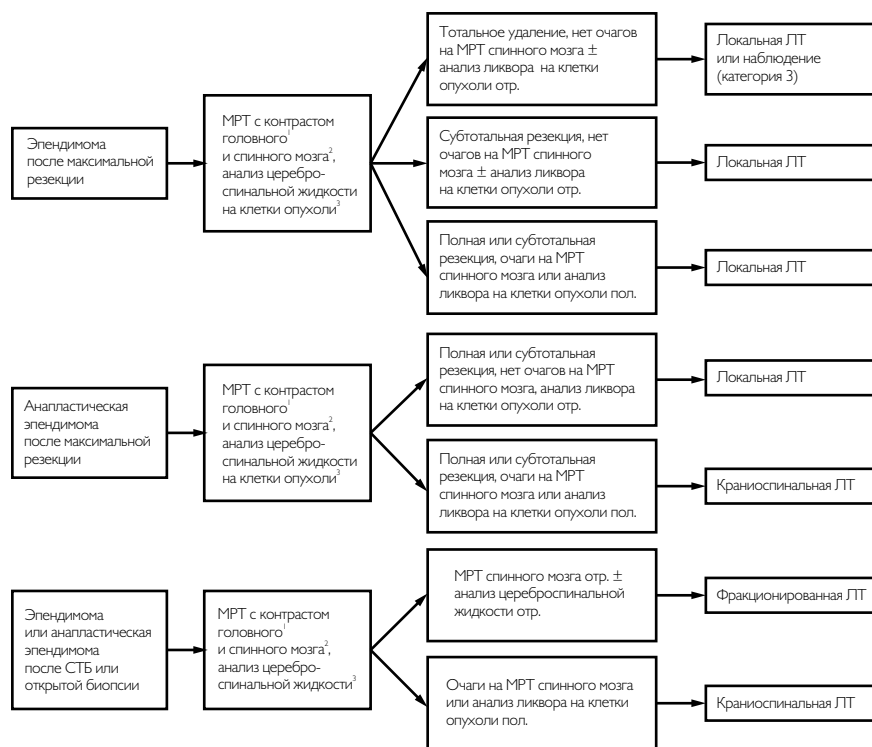 Эпендимома
после максимальной
резекции
МРТ с контрастом
головного¹
и спинного мозга²,
анализ церебро-
спинальной жидкости
на клетки опухоли³
Тотальное удаление, нет очагов
на МРТ спинного мозга ±
анализ ликвора на клетки
опухоли отр.
Локальная ЛТ
или наблюдение
(категория 3)
Субтотальная резекция, нет
очагов на МРТ спинного
мозга ± анализ ликвора
на клетки опухоли отр.
Локальная ЛТ
Полная или субтотальная
резекция, очаги на МРТ
спинного мозга или анализ
ликвора на клетки опухоли пол.
Локальная ЛТ
Анапластическая
эпендимома
после максимальной
резекции
МРТ с контрастом
головного¹
и спинного мозга²,
анализ церебро-
спинальной жидкости
на клетки опухоли³
Полная или субтотальная
резекция, нет очагов на МРТ
спинного мозга, анализ ликвора
на клетки опухоли отр.
Локальная ЛТ
Полная или субтотальная
резекция, очаги на МРТ
спинного мозга или анализ
ликвора на клетки опухоли пол.
Краниоспинальная ЛТ
Эпендимома
или анапластическая
эпендимома
после СТБ или
открытой биопсии
МРТ с контрастом
головного¹
и спинного мозга²,
анализ церебро-
спинальной жидкости³
МРТ спинного мозга отр. ±
анализ цереброспинальной
жидкости отр.
Фракционированная ЛТ
Очаги на МРТ спинного мозга
или анализ ликвора на клетки
опухоли пол.
Краниоспинальная ЛТ